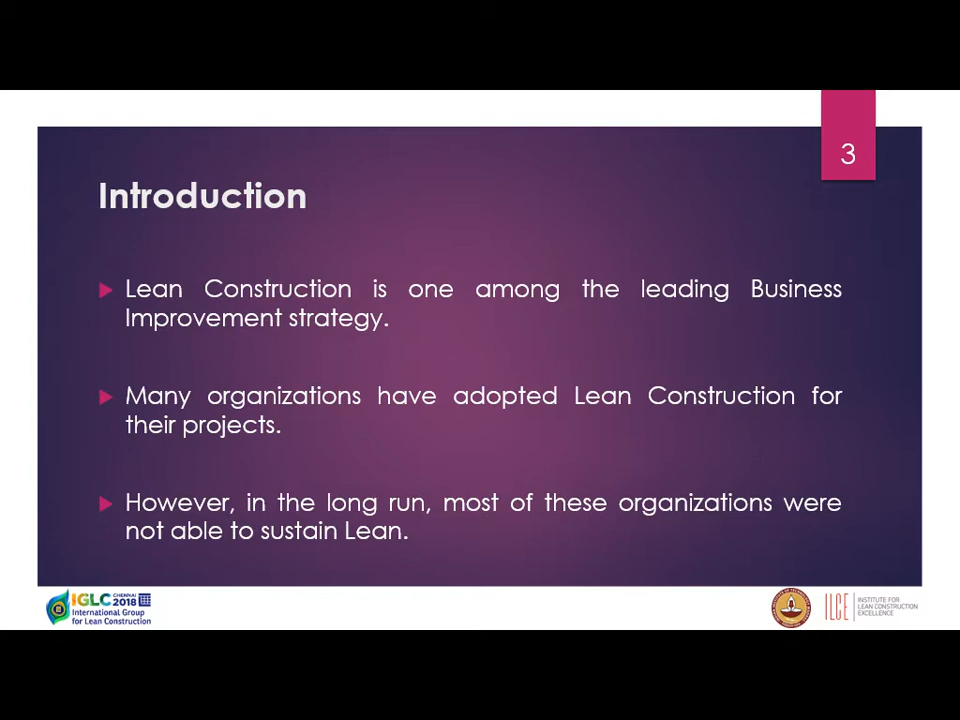 3
Introduction
Lean Construction is one among the leading Business
Improvement strategy.
Many organizations have adopted Lean Construction for
their projects.
However, in the long run, most of these organizations were
not able to sustain Lean.
IGLC CHENNAI 2018
International Group
for Lean Construction
ILCE
INSTITUTE FOR
LEAN CONSTRUCTION
EXCELLENCE